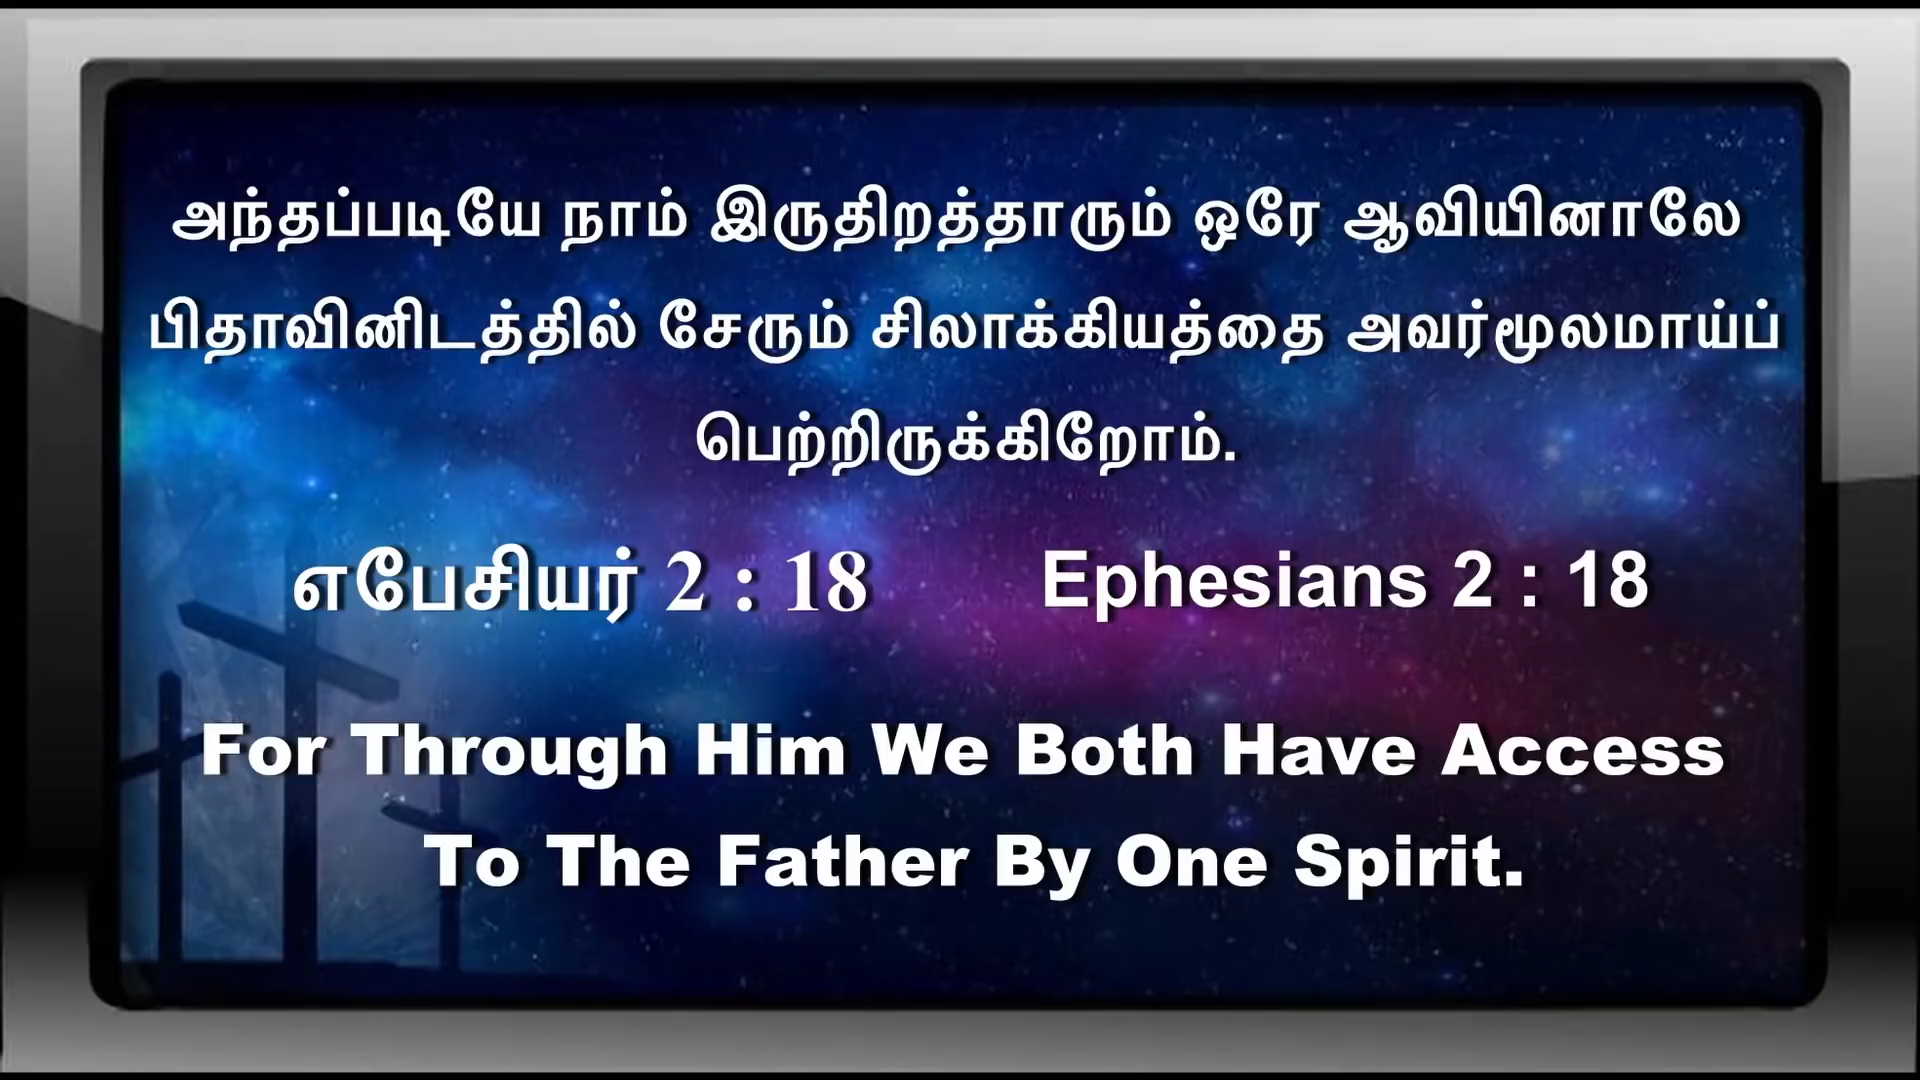 அந்தப்படியே நாம் இருதிறத்தாரும் ஒரே ஆவியினாலே
பிதாவினிடத்தில் சேரும் சிலாக்கியத்தை அவர்மூலமாய்ப்
பெற்றிருக்கிறோம்.
எபேசியர் 2 : 18 Ephesians 2 : 18
For Through Him We Both Have Access
To The Father By One Spirit.